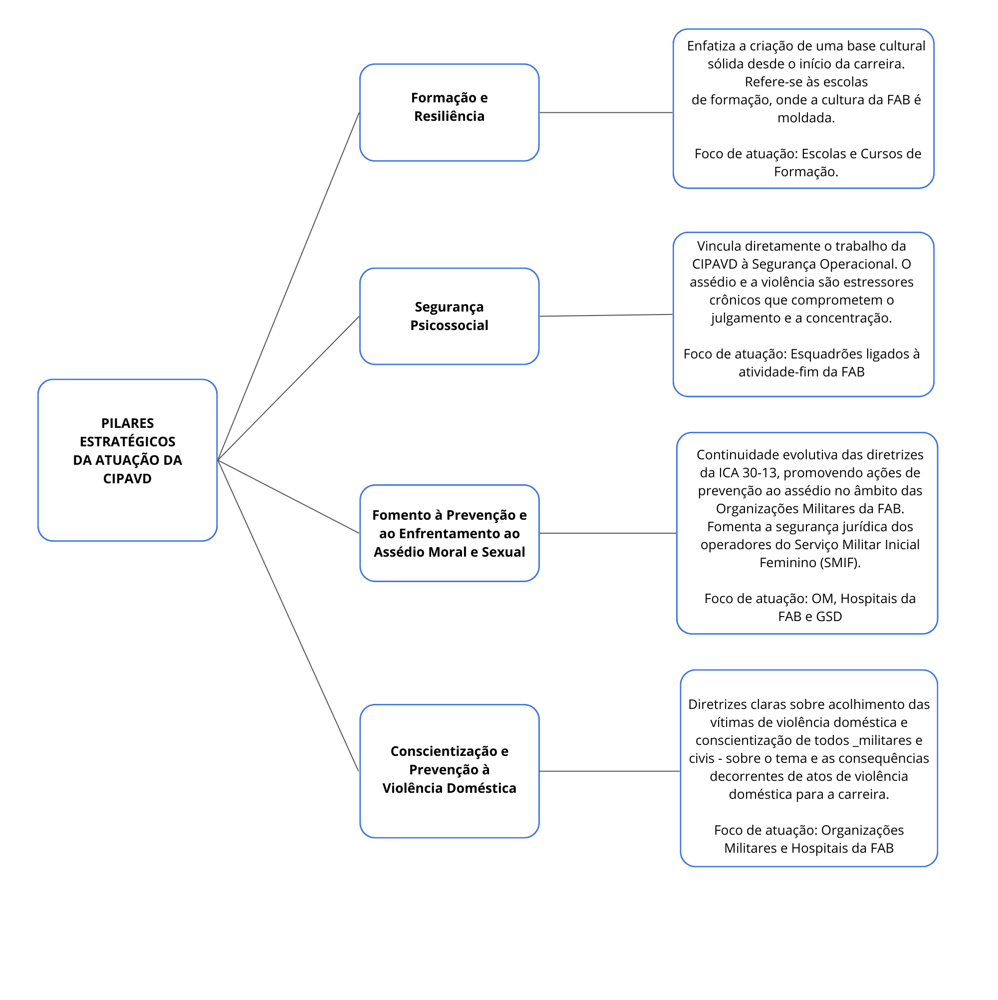 PILARES
ESTRATÉGICOS
DA ATUAÇÃO DA
CIPAVD
Formação e
Resiliência
Enfatiza a criação de uma base cultural
sólida desde o início da carreira.
Refere-se às escolas
de formação, onde a cultura da FAB é
moldada.
Foco de atuação: Escolas e Cursos de
Formação.
Segurança
Psicossocial
Vincula diretamente o trabalho da
CIPAVD à Segurança Operacional. O
assédio e a violência são estressores
crônicos que comprometem o
julgamento e a concentração.
Foco de atuação: Esquadrões ligados à
atividade-fim da FAB
Fomento à Prevenção e
ao Enfrentamento ao
Assédio Moral e Sexual
Continuidade evolutiva das diretrizes
da ICA 30-13, promovendo ações de
prevenção ao assédio no âmbito das
Organizações Militares da FAB.
Fomenta a segurança jurídica dos
operadores do Serviço Militar Inicial
Feminino (SMIF).
Foco de atuação: OM, Hospitais da
FAB e GSD
Conscientização e
Prevenção à
Violência Doméstica
Diretrizes claras sobre acolhimento das
vítimas de violência doméstica e
conscientização de todos _militares e
civis - sobre o tema e as consequências
decorrentes de atos de violência
doméstica para a carreira.
Foco de atuação: Organizações
Militares e Hospitais da FAB